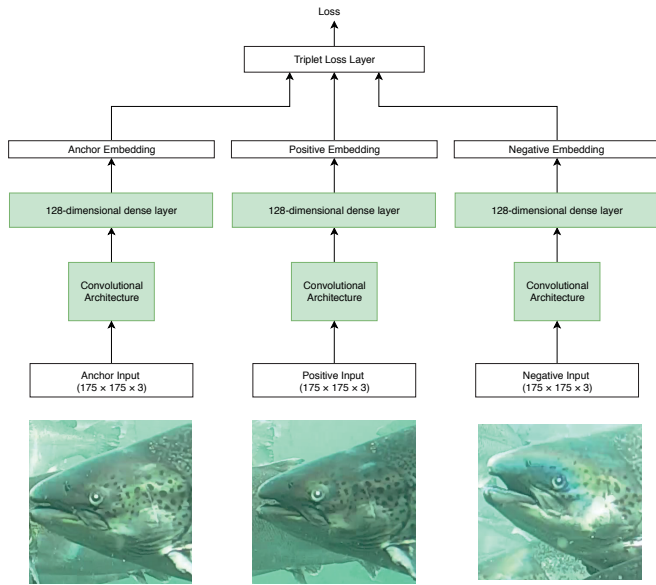 Loss
Triplet Loss Layer
Anchor Embedding
Positive Embedding
Negative Embedding
128-dimensional dense layer
128-dimensional dense layer
128-dimensional dense layer
Convolutional
Architecture
Convolutional
Architecture
Convolutional
Architecture
Anchor Input
(175 × 175 × 3)
Positive Input
(175 × 175 × 3)
Negative Input
(175 × 175 × 3)